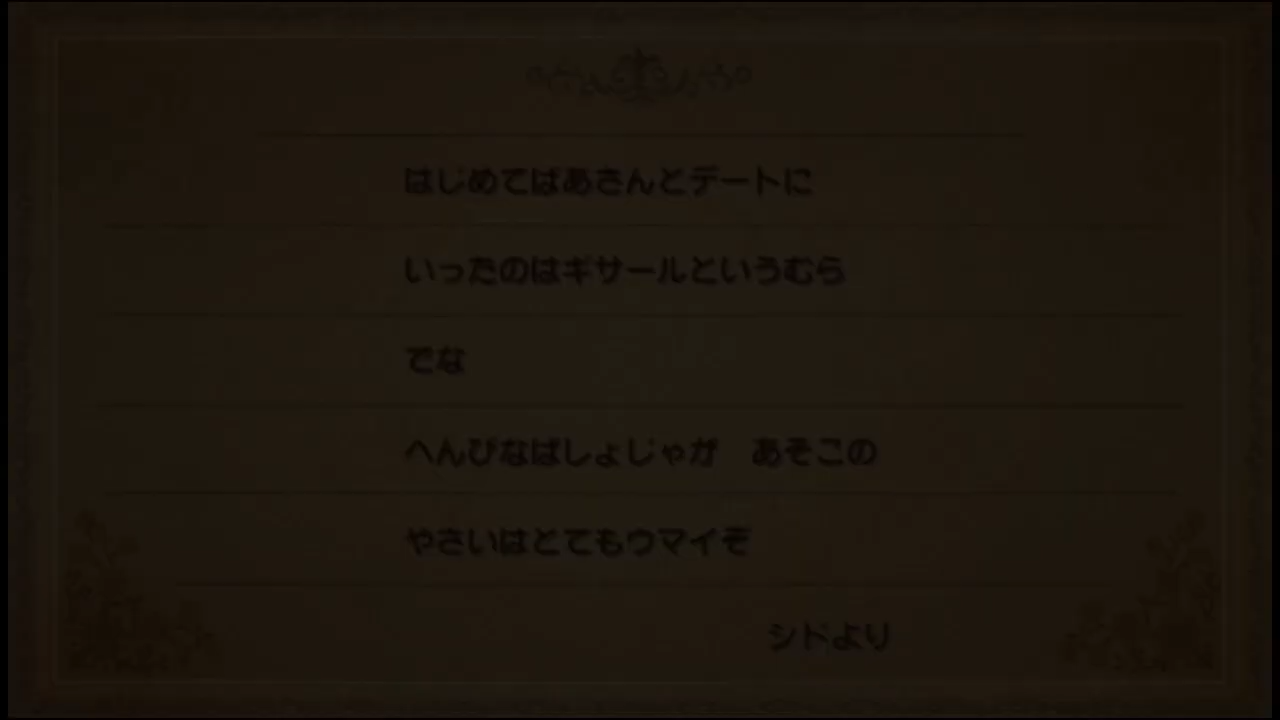 はじめてばあさんとデートに
いったのはギサールというむら
でな
へんぴなばしょじゃが　あそこの
やさいはとてもウマイぞ
シドより